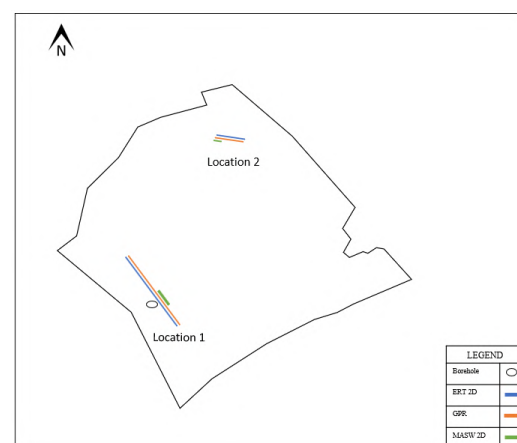 N
Location 2
Location 1
LEGEND
Borehole
ERT 2D
GPR
MASW 2D